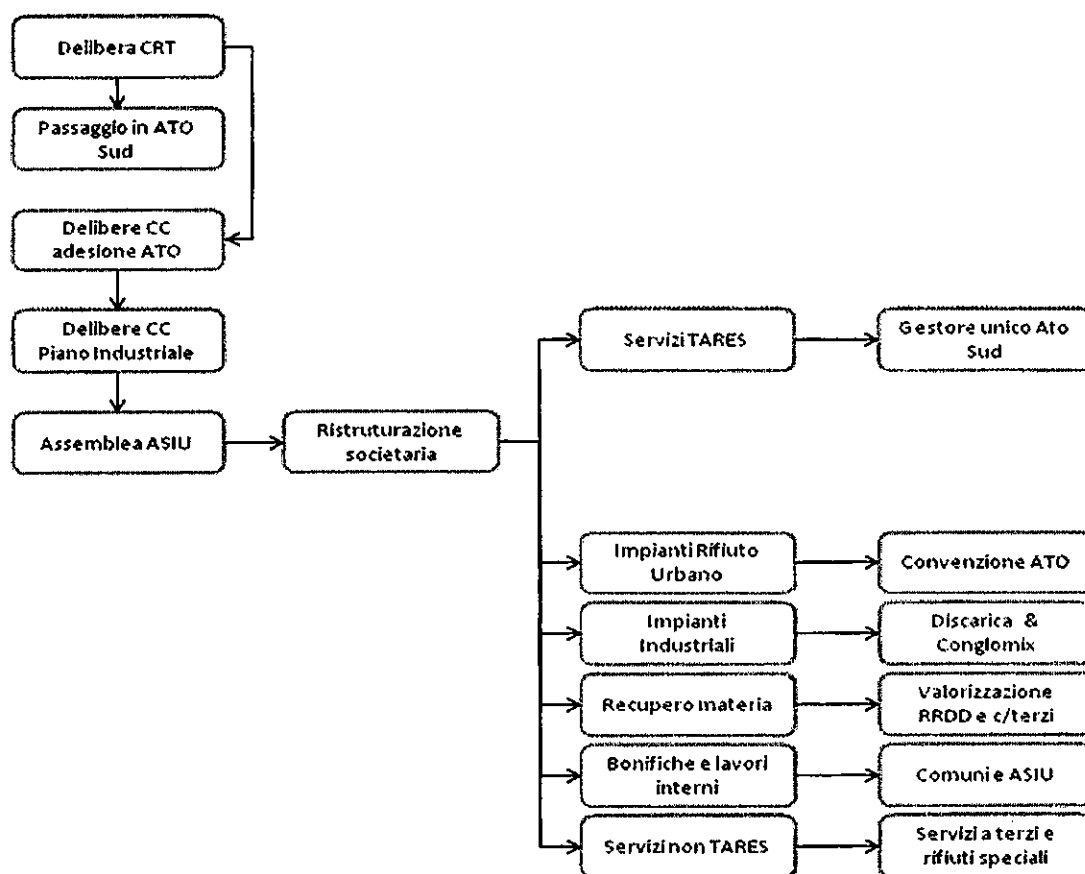 Delibera CRT
Passaggio in ATO
Sud
Delibere CC
adesione ATO
Delibere CC
Piano Industriale
Assemblea ASIU
Ristruturazione
societaria
Servizi TARES
Gestore unico Ato
Sud
Impianti Rifiuto
Urbano
Convenzione ATO
Impianti
Industriali
Discarica &
Conglomix
Recupero materia
Valorizzazione
RRDD e c/terzi
Bonifiche e lavori
interni
Comuni e ASIU
Servizi non TARES
Servizi a terzi e
rifiuti speciali